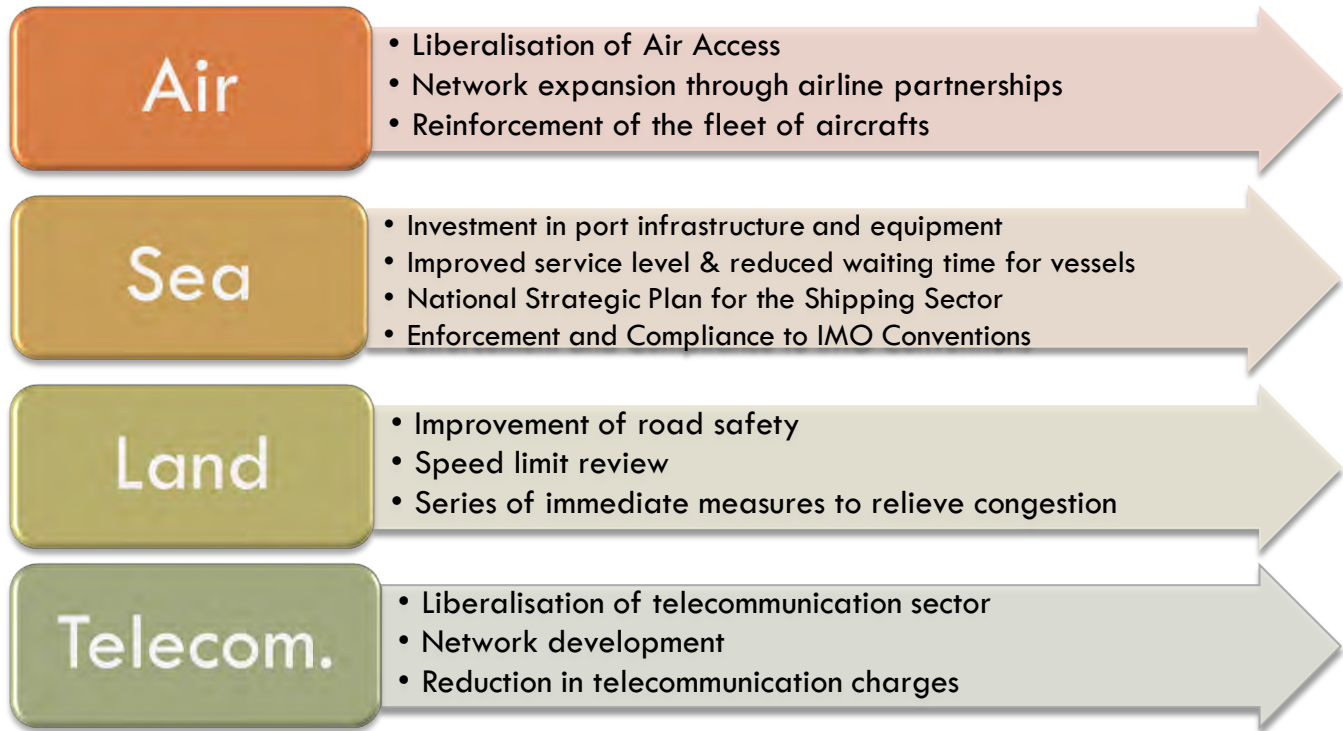 Air
• Liberalisation of Air Access
• Network expansion through airline partnerships
• Reinforcement of the fleet of aircrafts
Sea
• Investment in port infrastructure and equipment
• Improved service level & reduced waiting time for vessels
• National Strategic Plan for the Shipping Sector
• Enforcement and Compliance to IMO Conventions
Land
• Improvement of road safety
• Speed limit review
• Series of immediate measures to relieve congestion
Telecom.
• Liberalisation of telecommunication sector
• Network development
• Reduction in telecommunication charges